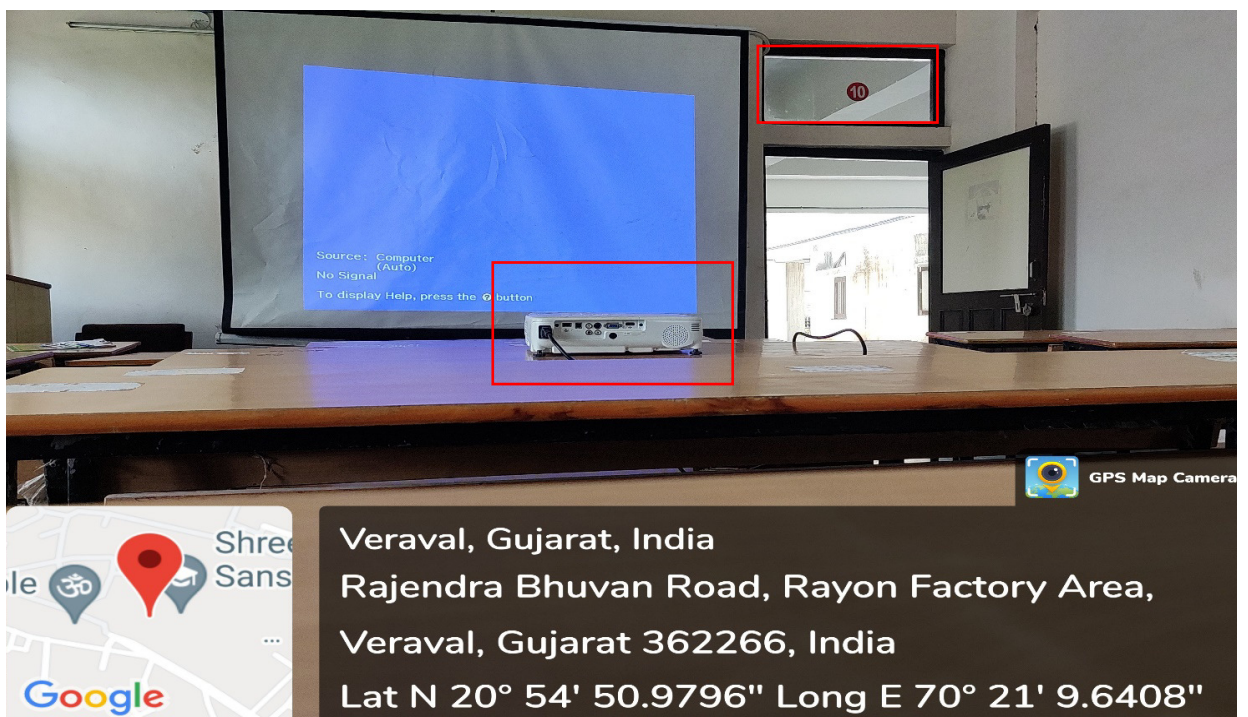 10
Source: Computer
(Auto)
No Signal
To display Help, press the ? button
GPS Map Camera
Shree
Sans
le
Google
Veraval, Gujarat, India
Rajendra Bhuvan Road, Rayon Factory Area,
Veraval, Gujarat 362266, India
Lat N 20° 54' 50.9796" Long E 70° 21' 9.6408"